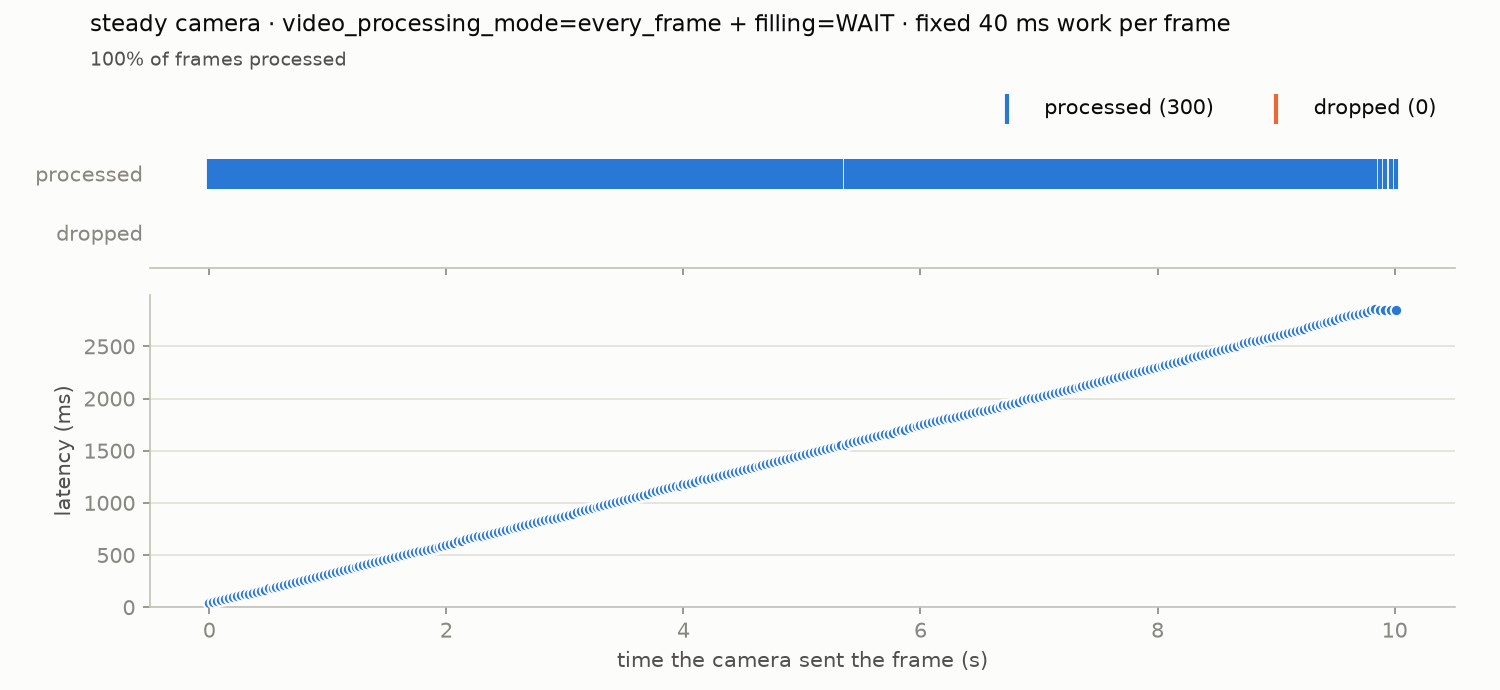 steady camera · video_processing_mode=every_frame + filling=WAIT · fixed 40 ms work per frame
100% of frames processed
processed (300) dropped (0)
processed
dropped
2500
2000
1500
1000
500
0
latency (ms)
0 2 4 6 8 10
time the camera sent the frame (s)